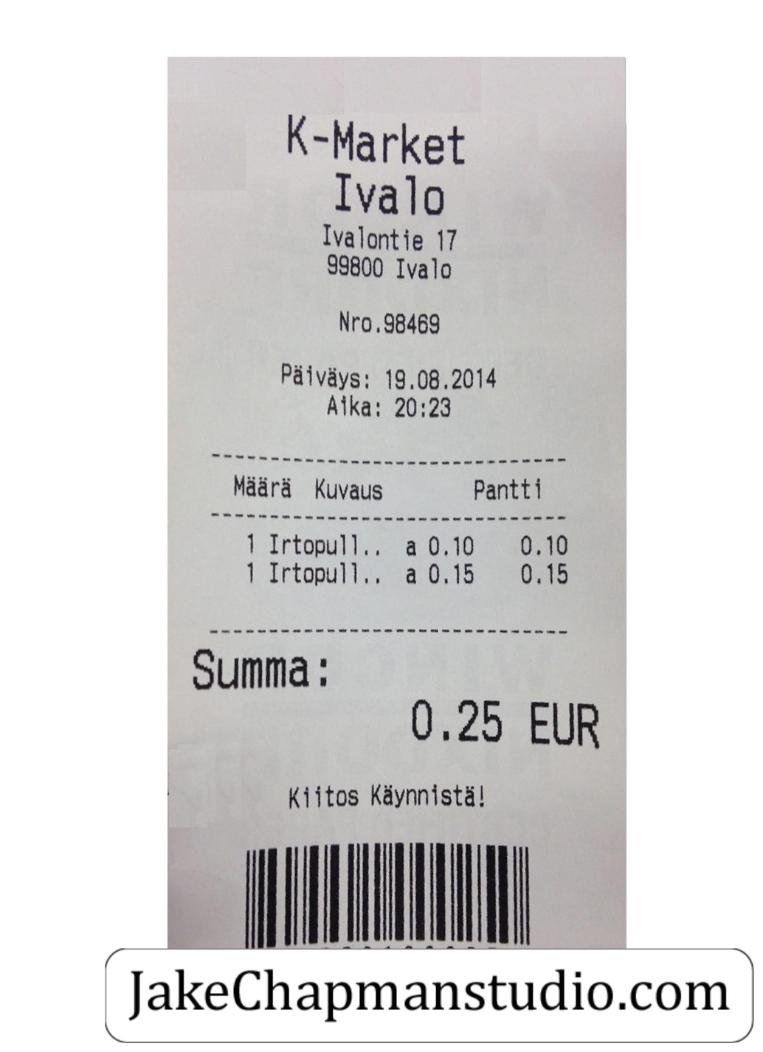 K-Market
Ivalo
Ivalontie 17
99800 Ivalo
Nro.98469
Päiväys: 19.08.2014
Aika: 20:23
Määrä Kuvaus Pantti
1 Irtopull.. a 0.10 0.10
1 Irtopull.. a 0.15 0.15
Summa:
0.25 EUR
Kiitos Käynnistä!
JakeChapmanstudio.com